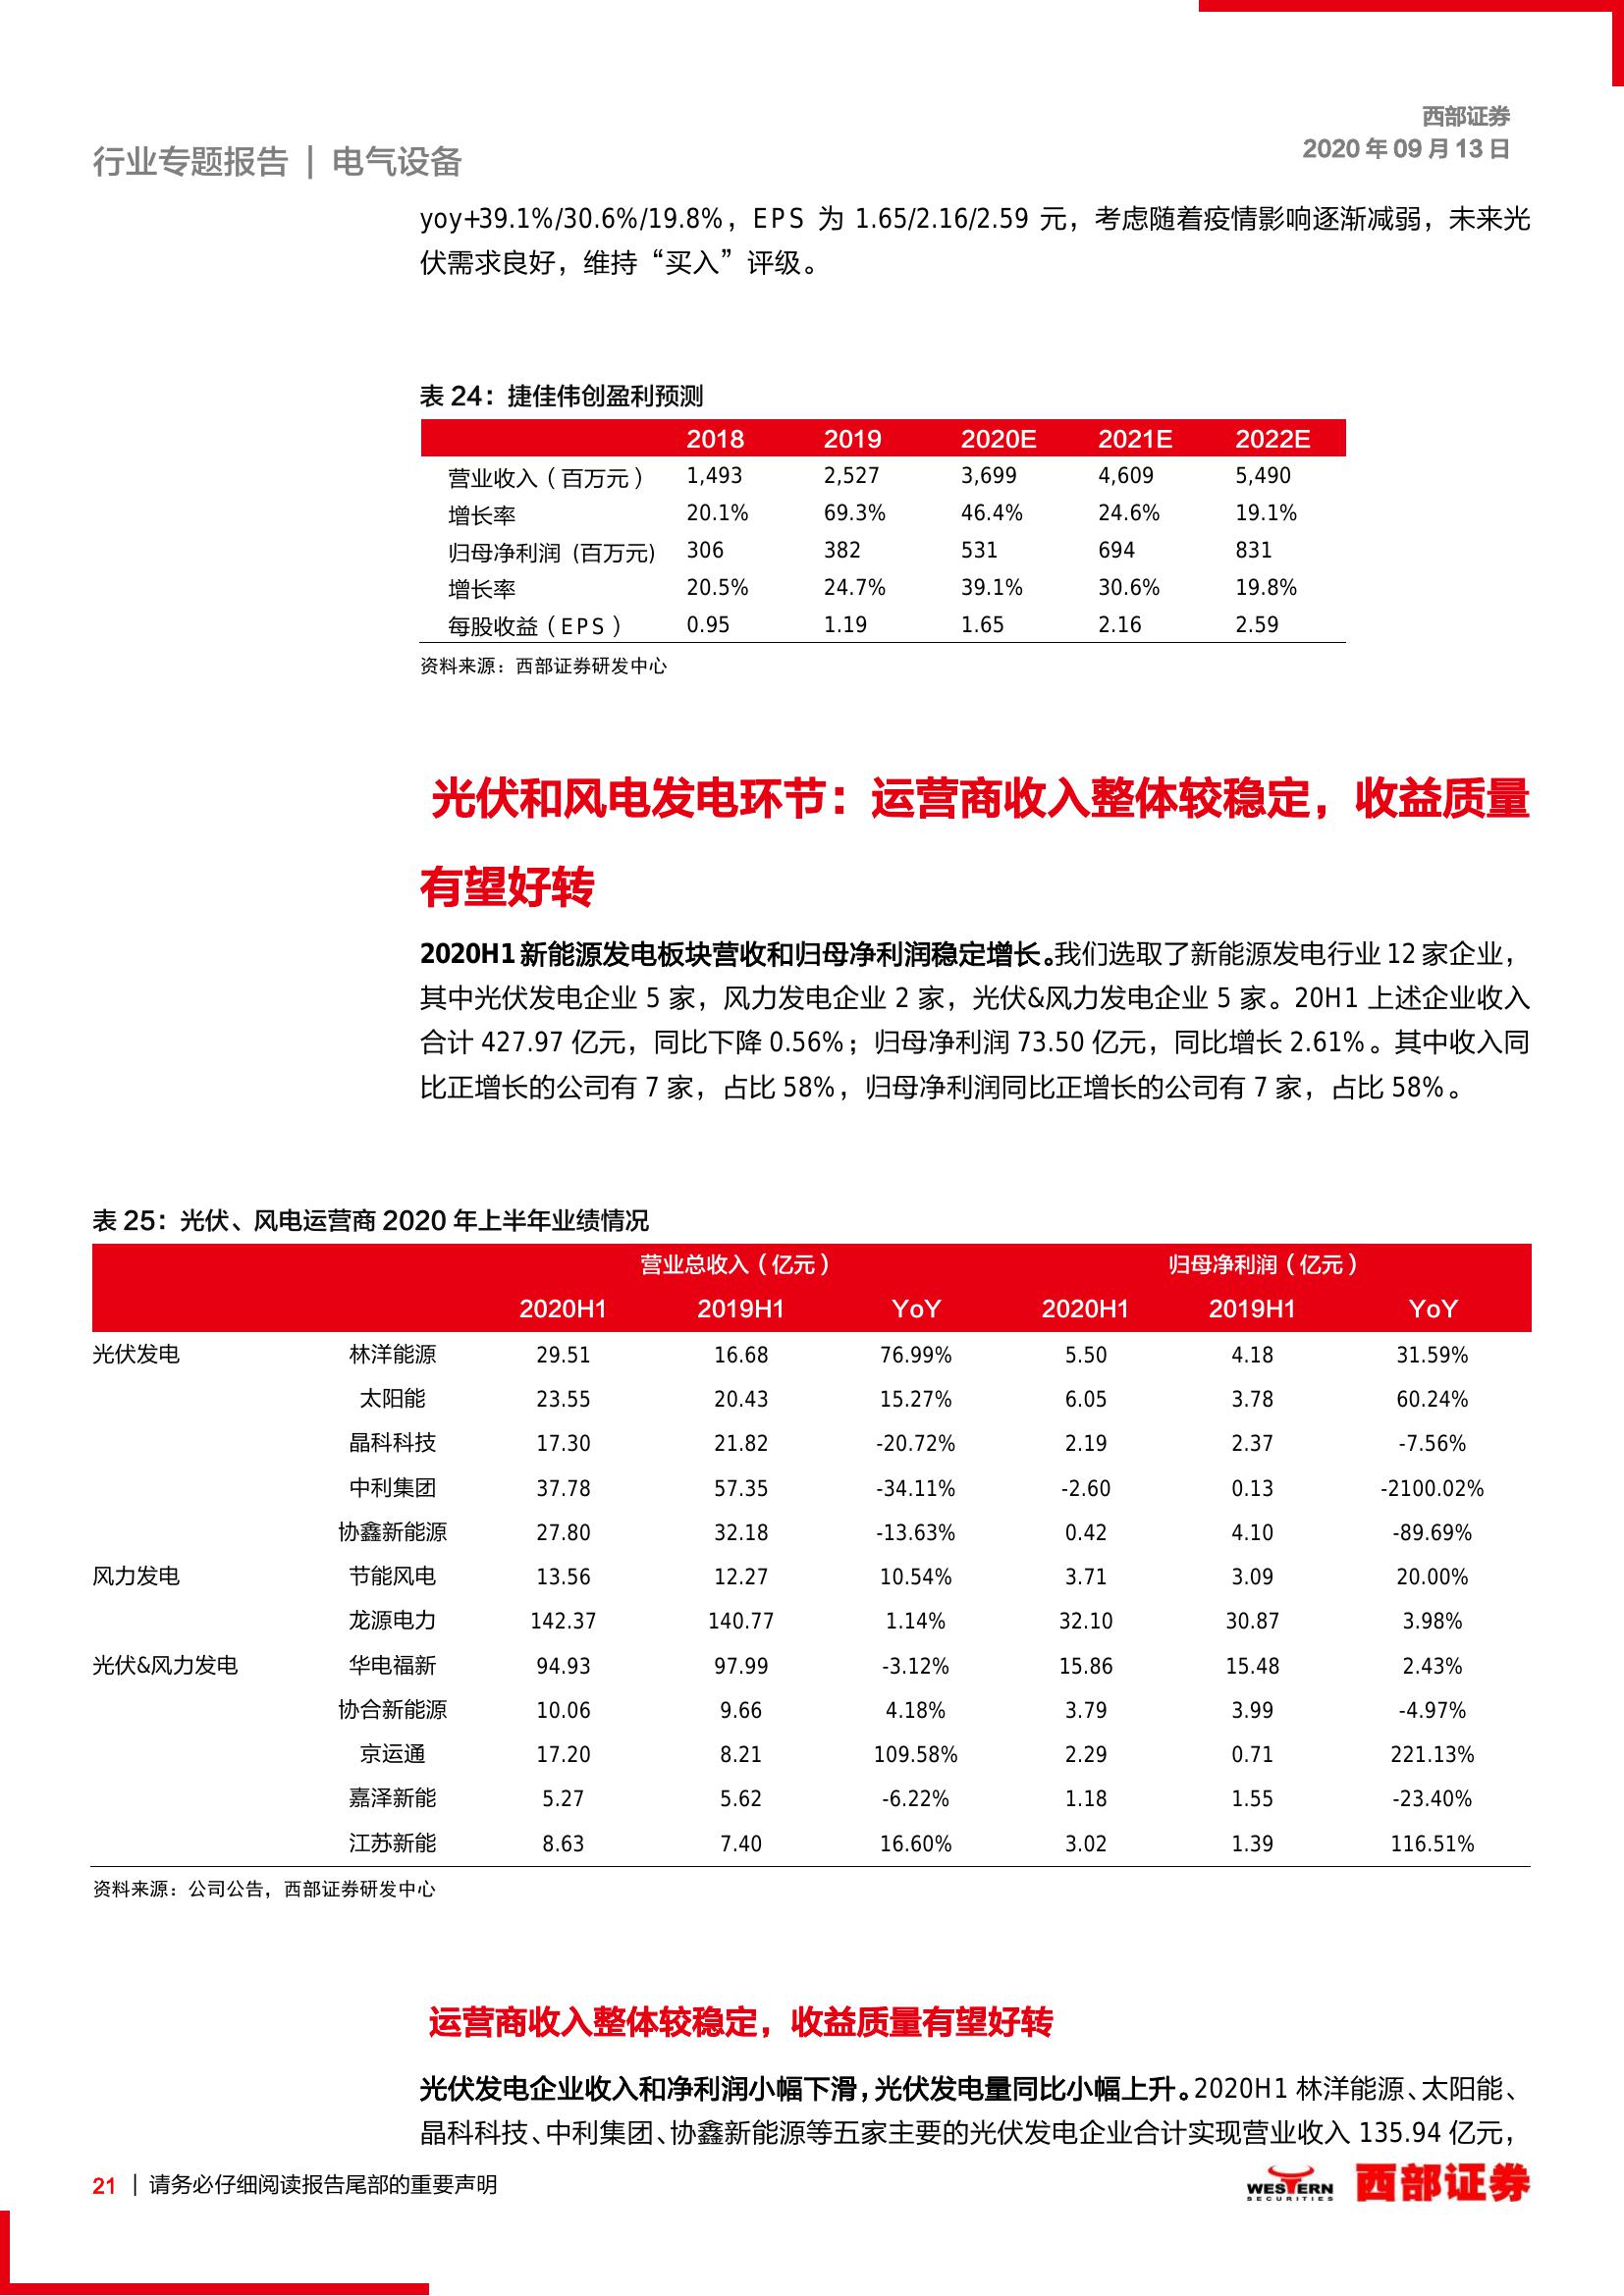 西部证券
2020 年 09 月 13 日
行业专题报告 | 电气设备
yoy+39.1%/30.6%/19.8%，EPS 为 1.65/2.16/2.59 元，考虑随着疫情影响逐渐减弱，未来光
伏需求良好，维持“买入”评级。
表 24：捷佳伟创盈利预测
2018 2019 2020E 2021E 2022E
营业收入（百万元） 1,493 2,527 3,699 4,609 5,490
增长率 20.1% 69.3% 46.4% 24.6% 19.1%
归母净利润 (百万元) 306 382 531 694 831
增长率 20.5% 24.7% 39.1% 30.6% 19.8%
每股收益（EPS） 0.95 1.19 1.65 2.16 2.59
资料来源：西部证券研发中心
光伏和风电发电环节：运营商收入整体较稳定，收益质量
有望好转
2020H1 新能源发电板块营收和归母净利润稳定增长。我们选取了新能源发电行业 12 家企业，
其中光伏发电企业 5 家，风力发电企业 2 家，光伏&风力发电企业 5 家。20H1 上述企业收入
合计 427.97 亿元，同比下降 0.56%；归母净利润 73.50 亿元，同比增长 2.61%。其中收入同
比正增长的公司有 7 家，占比 58%，归母净利润同比正增长的公司有 7 家，占比 58%。
表 25：光伏、风电运营商 2020 年上半年业绩情况
营业总收入（亿元） 归母净利润（亿元）
2020H1 2019H1 YoY 2020H1 2019H1 YoY
光伏发电 林洋能源 29.51 16.68 76.99% 5.50 4.18 31.59%
太阳能 23.55 20.43 15.27% 6.05 3.78 60.24%
晶科科技 17.30 21.82 -20.72% 2.19 2.37 -7.56%
中利集团 37.78 57.35 -34.11% -2.60 0.13 -2100.02%
协鑫新能源 27.80 32.18 -13.63% 0.42 4.10 -89.69%
风力发电 节能风电 13.56 12.27 10.54% 3.71 3.09 20.00%
龙源电力 142.37 140.77 1.14% 32.10 30.87 3.98%
光伏&风力发电 华电福新 94.93 97.99 -3.12% 15.86 15.48 2.43%
协合新能源 10.06 9.66 4.18% 3.79 3.99 -4.97%
京运通 17.20 8.21 109.58% 2.29 0.71 221.13%
嘉泽新能 5.27 5.62 -6.22% 1.18 1.55 -23.40%
江苏新能 8.63 7.40 16.60% 3.02 1.39 116.51%
资料来源：公司公告，西部证券研发中心
运营商收入整体较稳定，收益质量有望好转
光伏发电企业收入和净利润小幅下滑，光伏发电量同比小幅上升。2020H1 林洋能源、太阳能、
晶科科技、中利集团、协鑫新能源等五家主要的光伏发电企业合计实现营业收入 135.94 亿元，
21 | 请务必仔细阅读报告尾部的重要声明
WESTERN
SECURITIES
西部证券